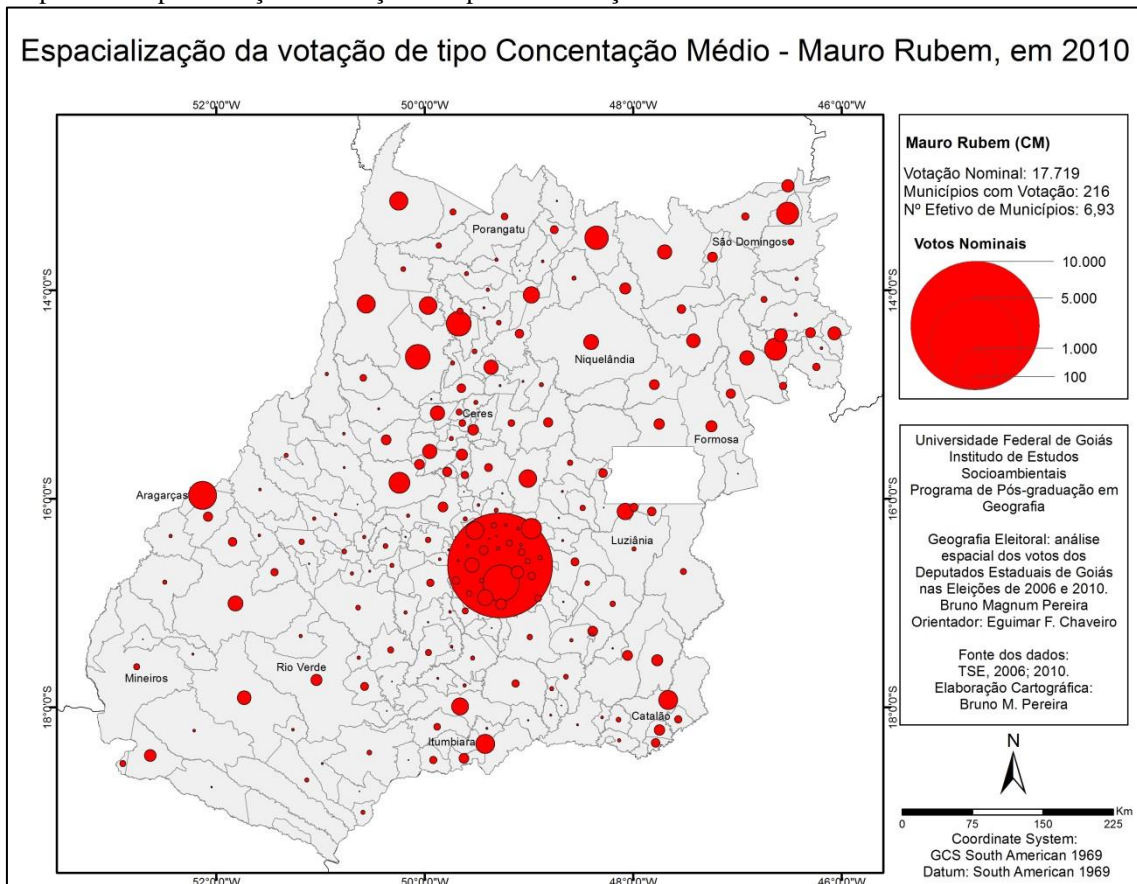 Espacialização da votação de tipo Concentação Médio - Mauro Rubem, em 2010
52°0'0"W
50°0'0"W
48°0'0"W
46°0'0"W
14°0'0"S
16°0'0"S
18°0'0"S
14°0'0"S
16°0'0"S
18°0'0"S
52°0'0"W
50°0'0"W
48°0'0"W
46°0'0"W
Porangatu
São Domingos
Niquelândia
Ceres
Formosa
Aragarças
Luziânia
Rio Verde
Mineiros
Catalão
Itumbiara
Mauro Rubem (CM)
Votação Nominal: 17.719
Municípios com Votação: 216
Nº Efetivo de Municípios: 6,93
Votos Nominais
10.000
5.000
1.000
100
Universidade Federal de Goiás
Institudo de Estudos
Socioambientais
Programa de Pós-graduação em
Geografia
Geografia Eleitoral: análise
espacial dos votos dos
Deputados Estaduais de Goiás
nas Eleições de 2006 e 2010.
Bruno Magnum Pereira
Orientador: Eguimar F. Chaveiro
Fonte dos dados:
TSE, 2006; 2010.
Elaboração Cartográfica:
Bruno M. Pereira
N
Km
0 75 150 225
Coordinate System:
GCS South American 1969
Datum: South American 1969